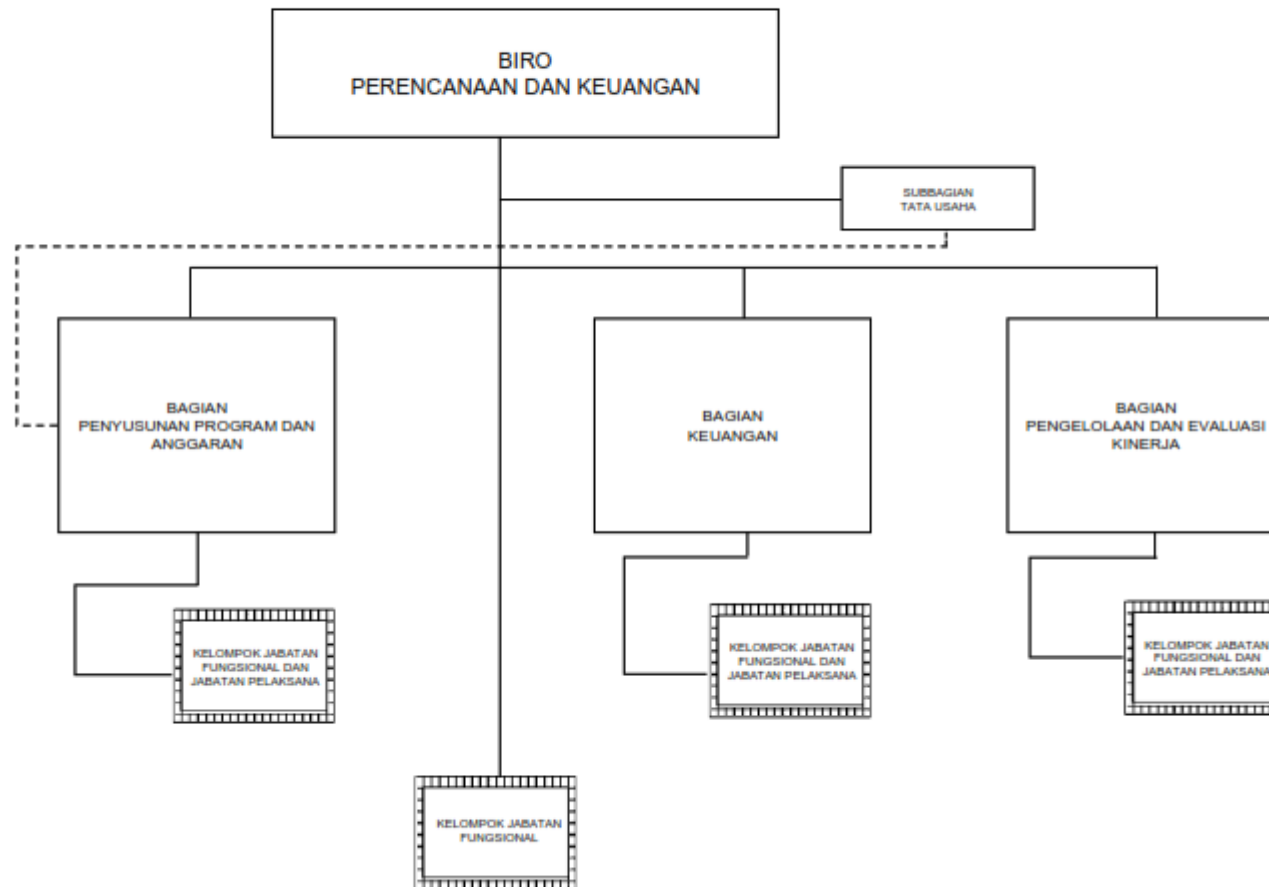 BIRO
PERENCANAAN DAN KEUANGAN
SUBBAGIAN
TATA USAHA
BAGIAN
PENYUSUNAN PROGRAM DAN
ANGGARAN
BAGIAN
KEUANGAN
BAGIAN
PENGELOLAAN DAN EVALUASI
KINERJA
KELOMPOK JABATAN
FUNGSIONAL DAN
JABATAN PELAKSANA
KELOMPOK JABATAN
FUNGSIONAL DAN
JABATAN PELAKSANA
KELOMPOK JABATAN
FUNGSIONAL DAN
JABATAN PELAKSANA
KELOMPOK JABATAN
FUNGSIONAL